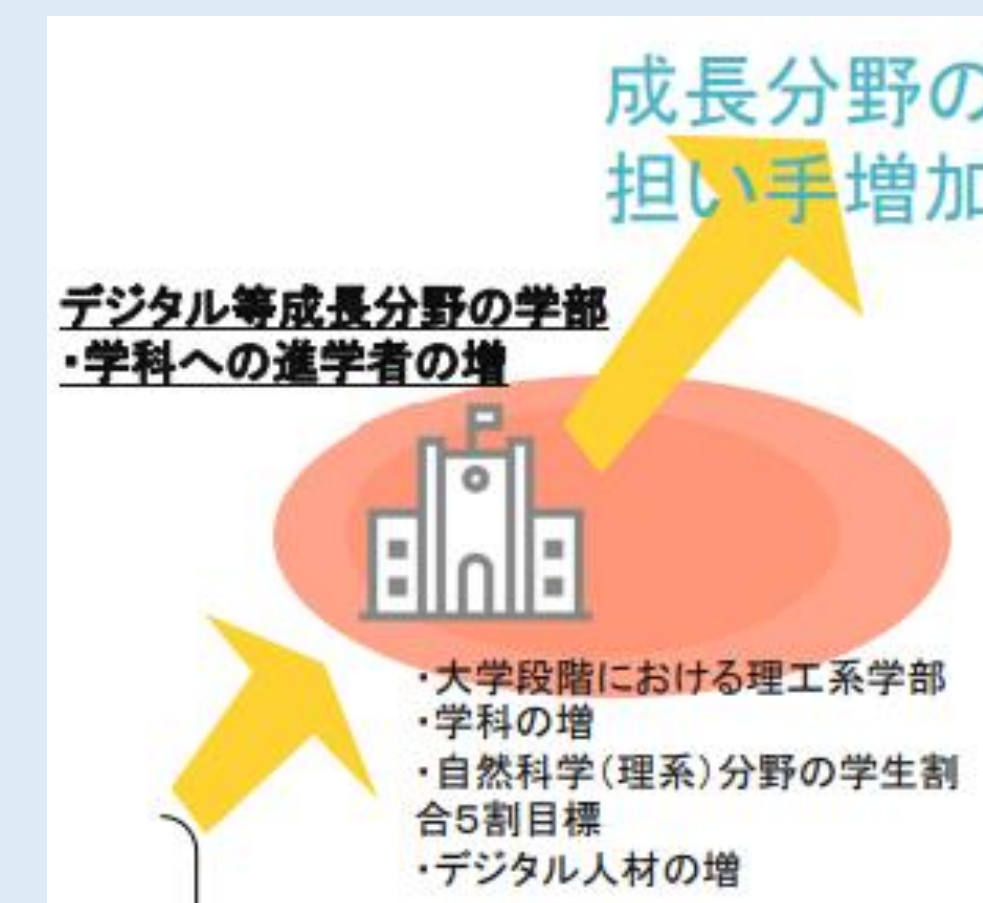 成長分野の
担い手増加
デジタル等成長分野の学部
・学科への進学者の増
・大学段階における理工系学部
・学科の増
・自然科学(理系)分野の学生割
合5割目標
・デジタル人材の増